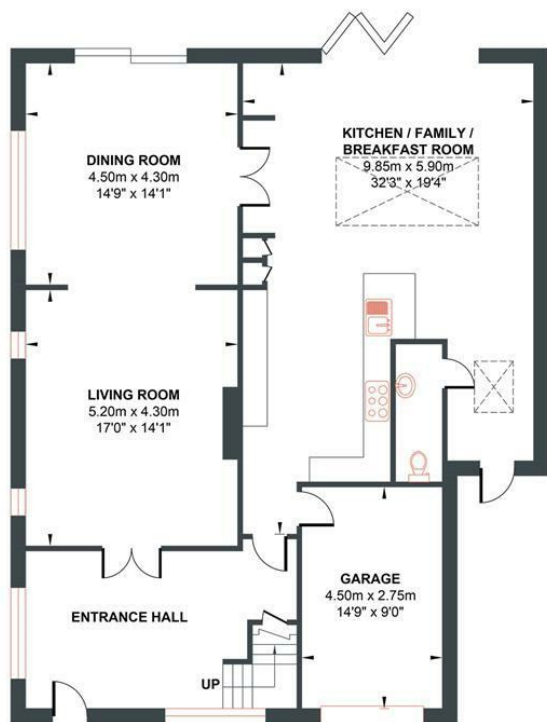 DINING ROOM
4.50m x 4.30m
14'9" x 14'1"
KITCHEN / FAMILY /
BREAKFAST ROOM
9.85m x 5.90m
32'3" x 19'4"
LIVING ROOM
5.20m x 4.30m
17'0" x 14'1"
GARAGE
4.50m x 2.75m
14'9" x 9'0"
ENTRANCE HALL
UP